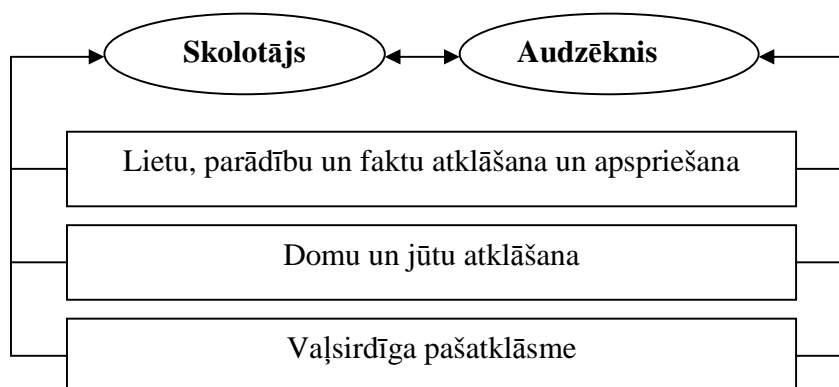 Skolotājs Audzēknis
Lietu, parādību un faktu atklāšana un apspriešana
Domu un jūtu atklāšana
Vaļsirdīga pašatklāsme